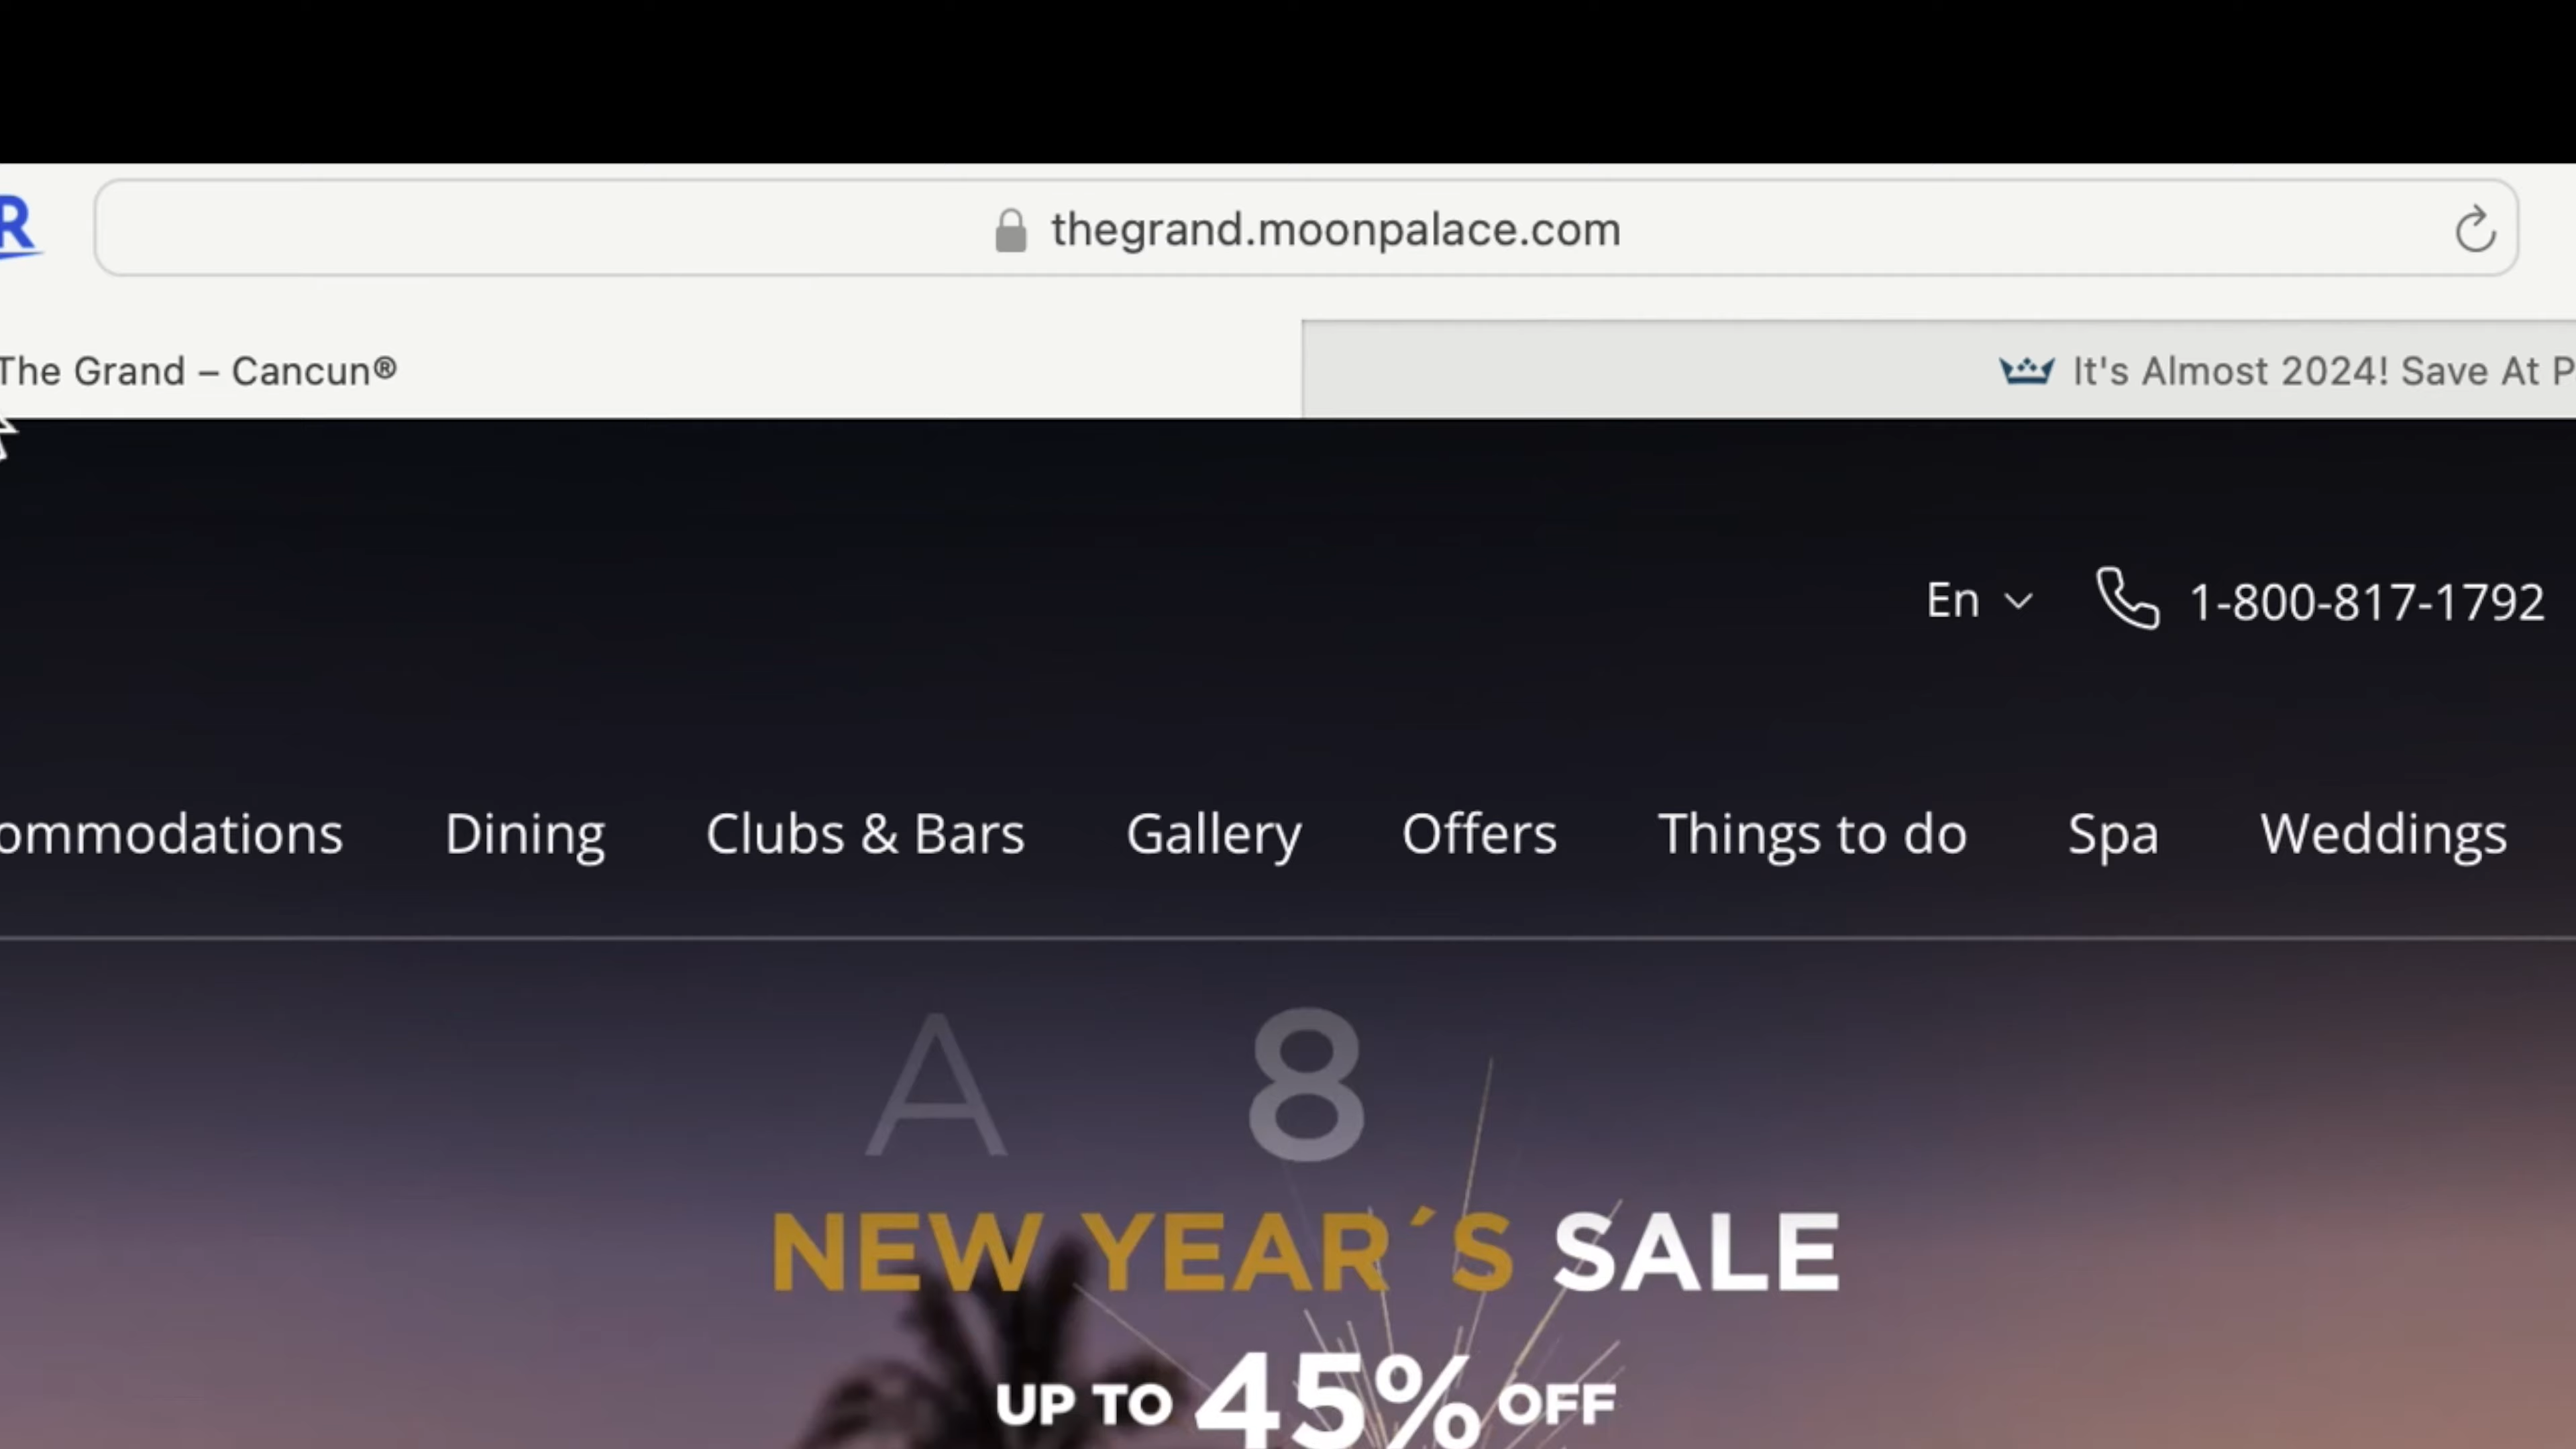 R
thegrand.moonpalace.com
The Grand – Cancun®
It's Almost 2024! Save At P
En
1-800-817-1792
ommodations Dining Clubs & Bars Gallery Offers Things to do Spa Weddings
A 8
NEW YEAR´S SALE
UP TO 45% OFF